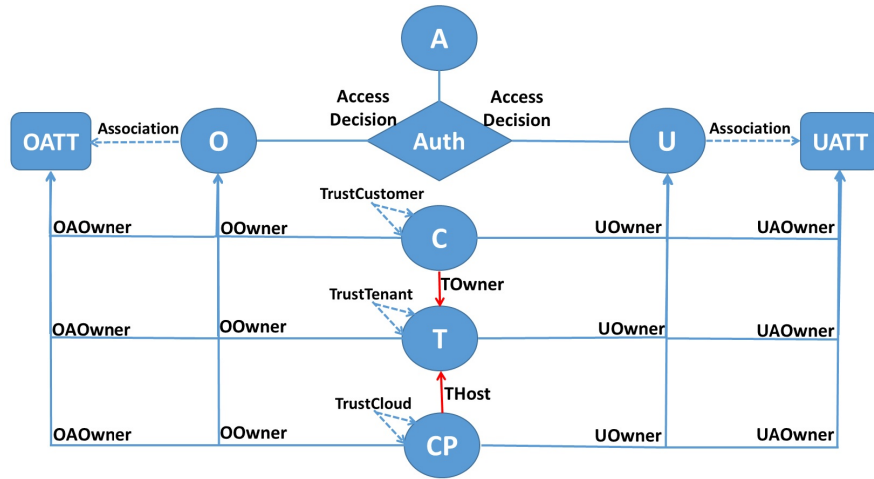 A
Access
Decision
Access
Decision
OATT
Association
O
Auth
U
Association
UATT
TrustCustomer
OAOwner
OOwner
C
UOwner
UAOwner
TOwner
TrustTenant
OAOwner
OOwner
T
UOwner
UAOwner
THost
TrustCloud
OAOwner
OOwner
CP
UOwner
UAOwner